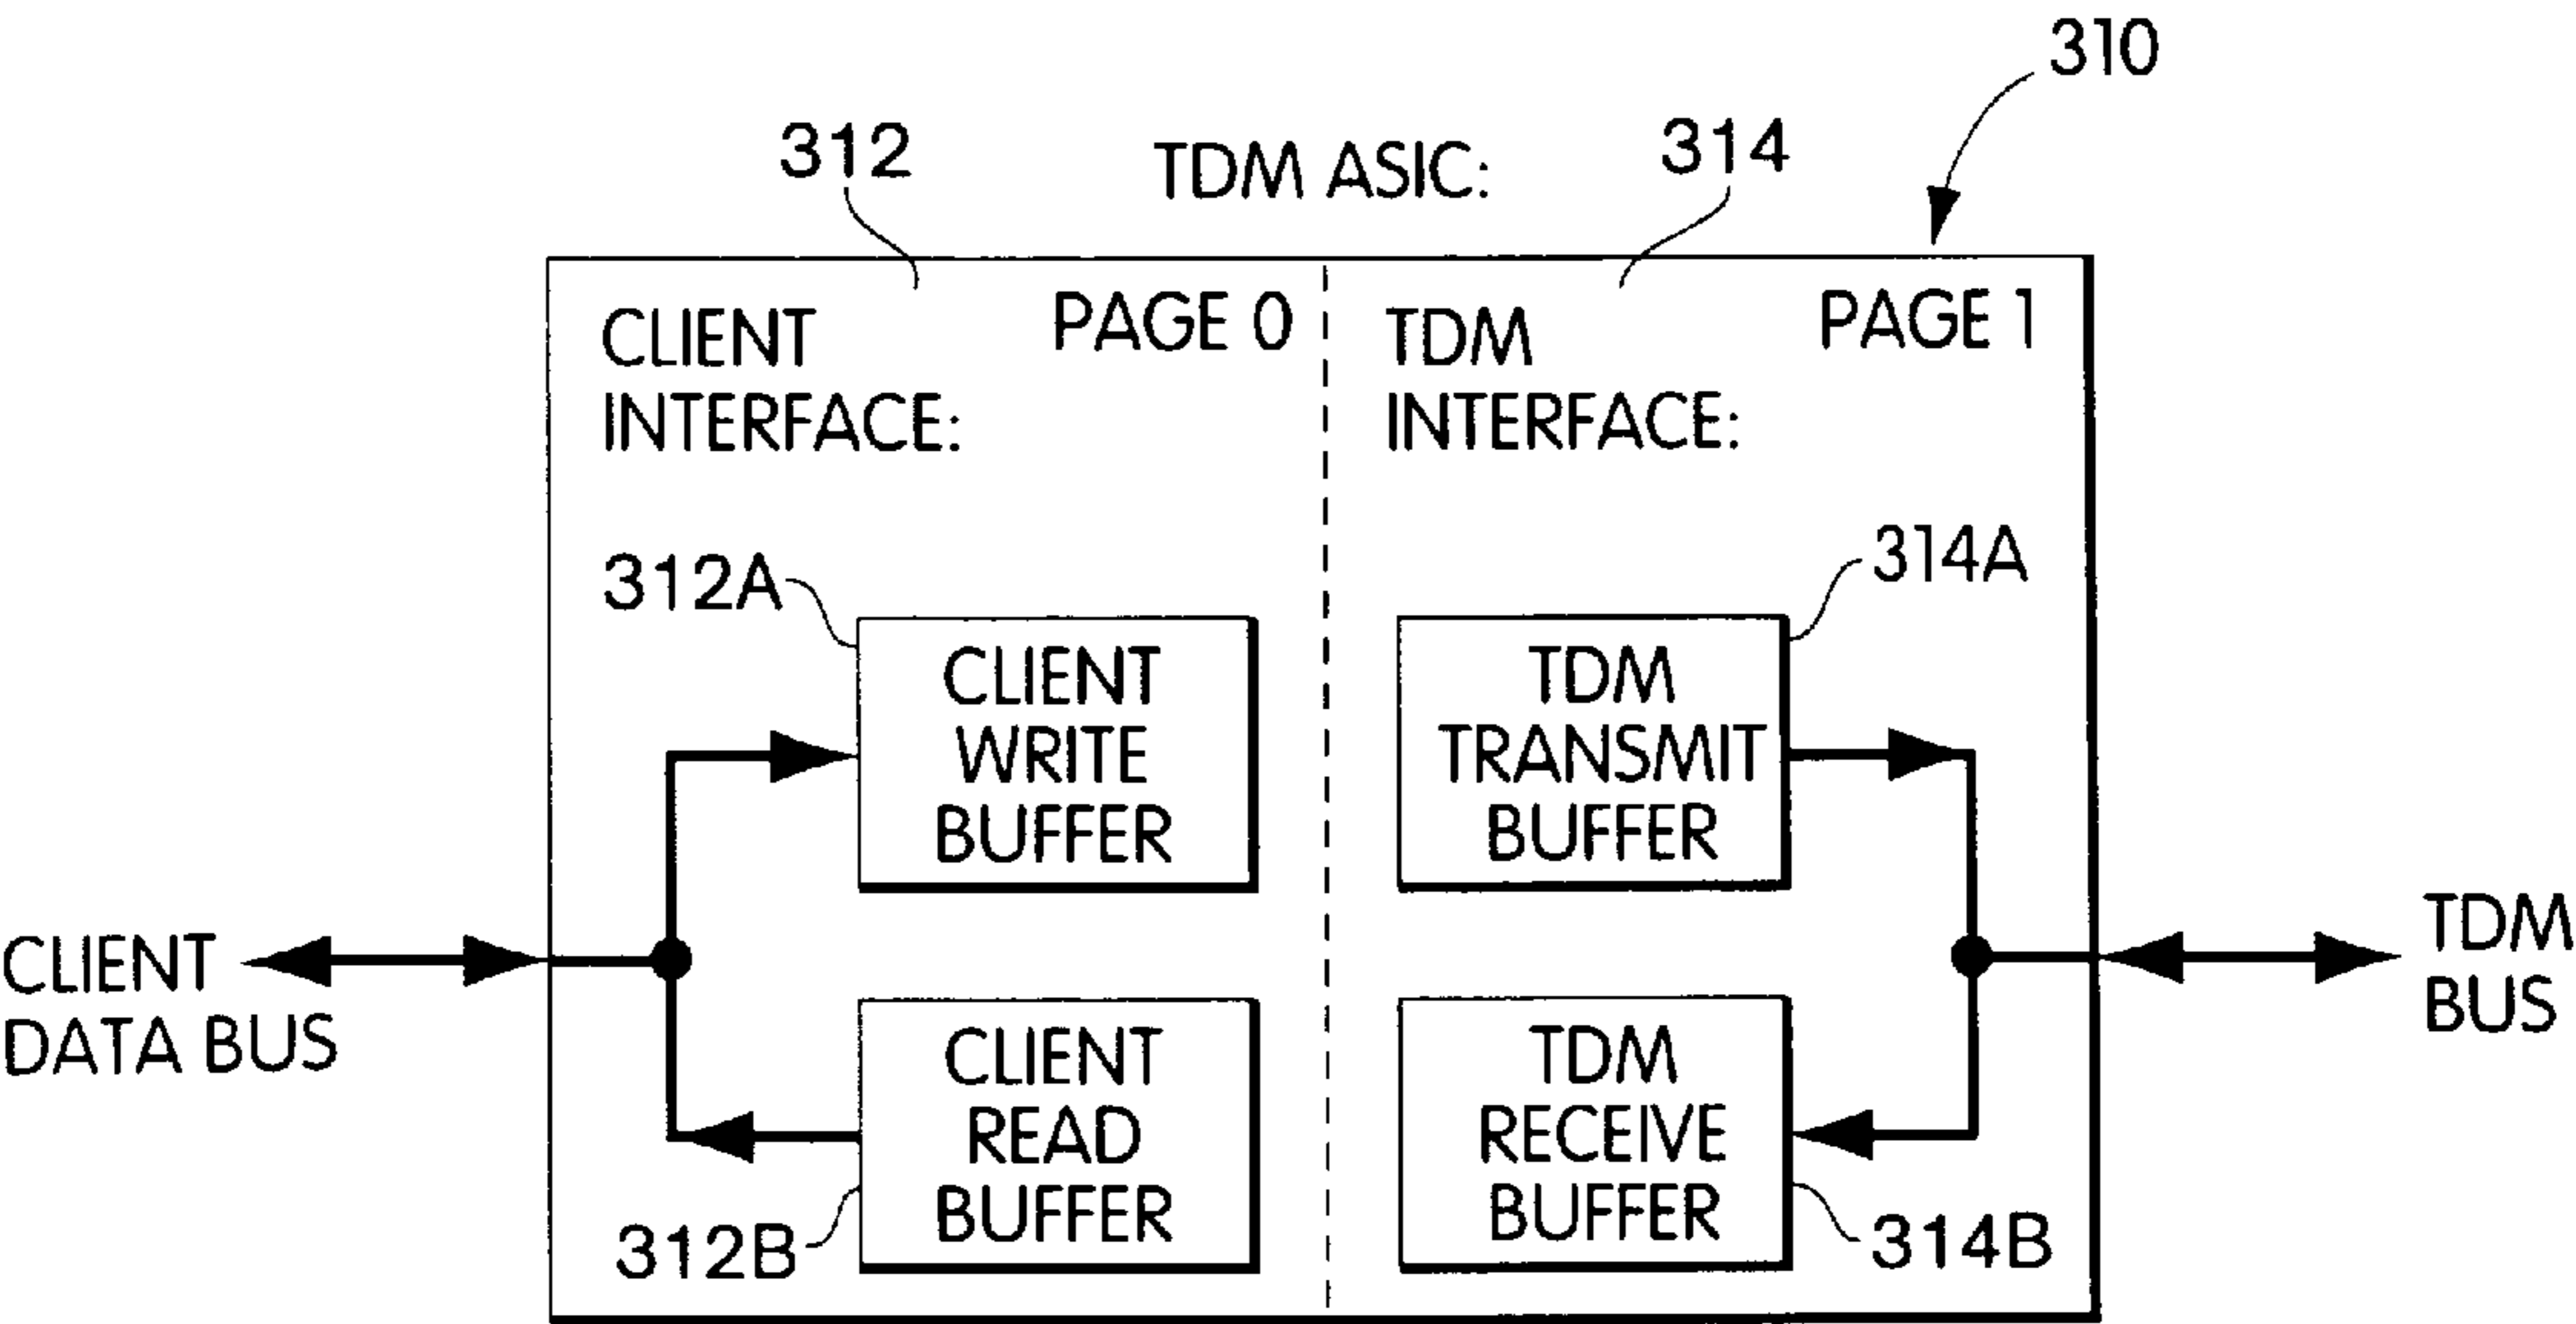 310
312
TDM ASIC:
314
CLIENT
INTERFACE:
PAGE 0
TDM
INTERFACE:
PAGE 1
312A
CLIENT
WRITE
BUFFER
314A
TDM
TRANSMIT
BUFFER
CLIENT
DATA BUS
TDM
BUS
312B
CLIENT
READ
BUFFER
TDM
RECEIVE
BUFFER
314B